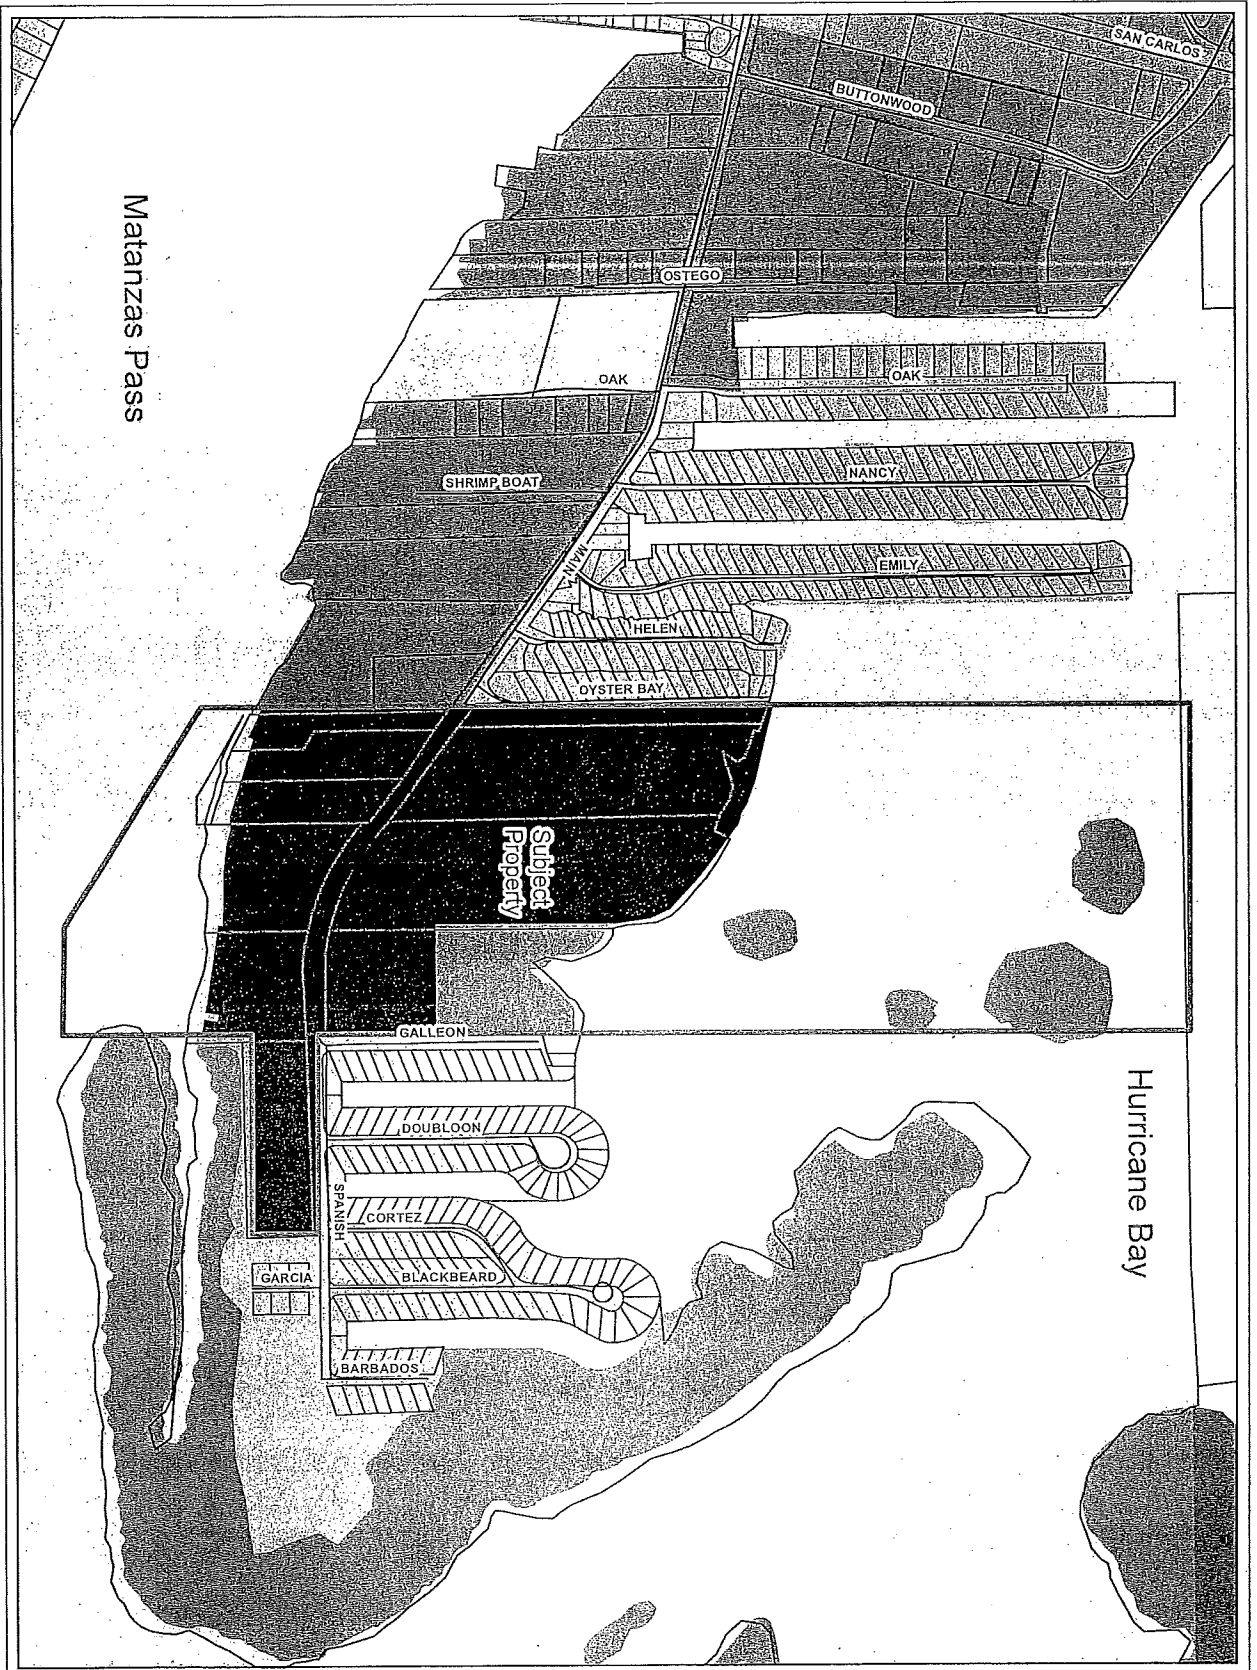 SAN CARLOS
BUTTONWOOD
Matanzas Pass
OSTEGO
OAK
OAK
NANCY
SHRIMP BOAT
MAIN
EMILY
HELEN
OYSTER BAY
Subject
Property
GALLEON
Hurricane Bay
DOUBLOON
SPANISH
CORTEZ
GARCIA
BLACKBEARD
BARBADOS